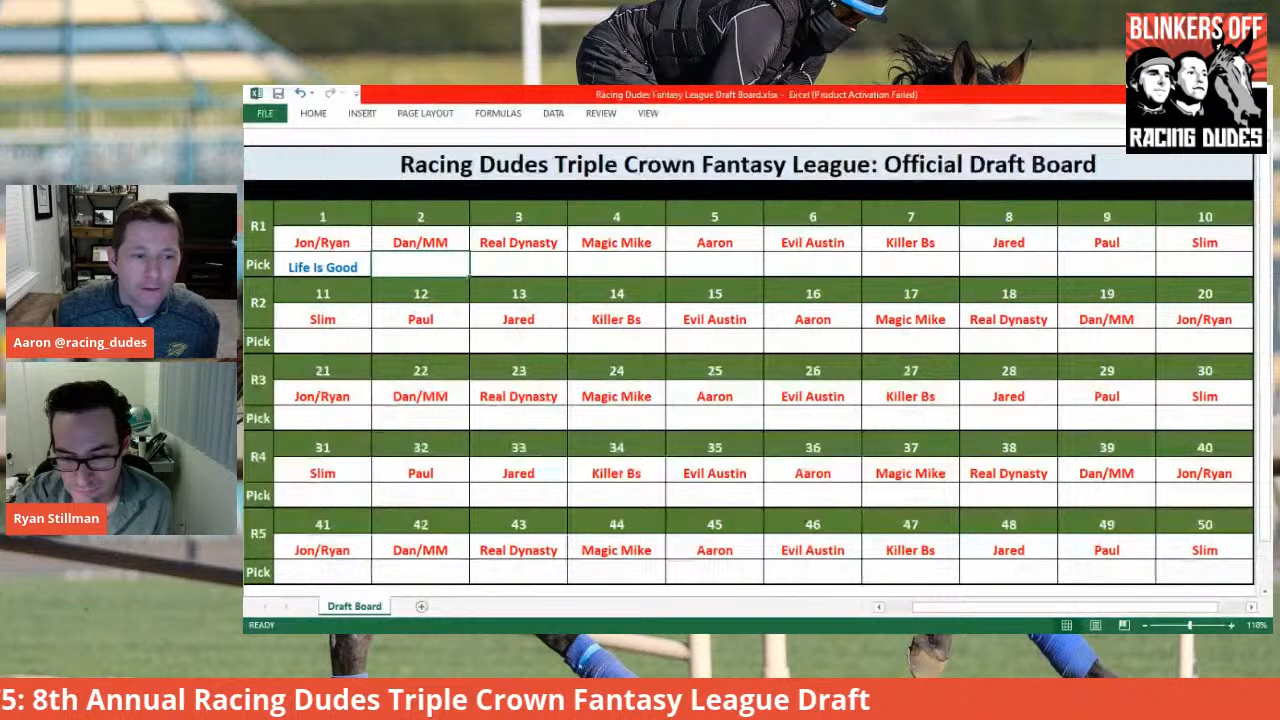 BLINKERS OFF
RACING DUDES
Racing Dudes Fantasy League Draft Board.xlsx - Excel (Product Activation Failed)
FILE HOME INSERT PAGE LAYOUT FORMULAS DATA REVIEW VIEW
Racing Dudes Triple Crown Fantasy League: Official Draft Board
R1 1 2 3 4 5 6 7 8 9 10
Jon/Ryan Dan/MM Real Dynasty Magic Mike Aaron Evil Austin Killer Bs Jared Paul Slim
Pick Life Is Good
R2 11 12 13 14 15 16 17 18 19 20
Slim Paul Jared Killer Bs Evil Austin Aaron Magic Mike Real Dynasty Dan/MM Jon/Ryan
Pick
R3 21 22 23 24 25 26 27 28 29 30
Jon/Ryan Dan/MM Real Dynasty Magic Mike Aaron Evil Austin Killer Bs Jared Paul Slim
Pick
R4 31 32 33 34 35 36 37 38 39 40
Slim Paul Jared Killer Bs Evil Austin Aaron Magic Mike Real Dynasty Dan/MM Jon/Ryan
Pick
R5 41 42 43 44 45 46 47 48 49 50
Jon/Ryan Dan/MM Real Dynasty Magic Mike Aaron Evil Austin Killer Bs Jared Paul Slim
Pick
Draft Board
READY 118%
Aaron @racing_dudes
Ryan Stillman
5: 8th Annual Racing Dudes Triple Crown Fantasy League Draft